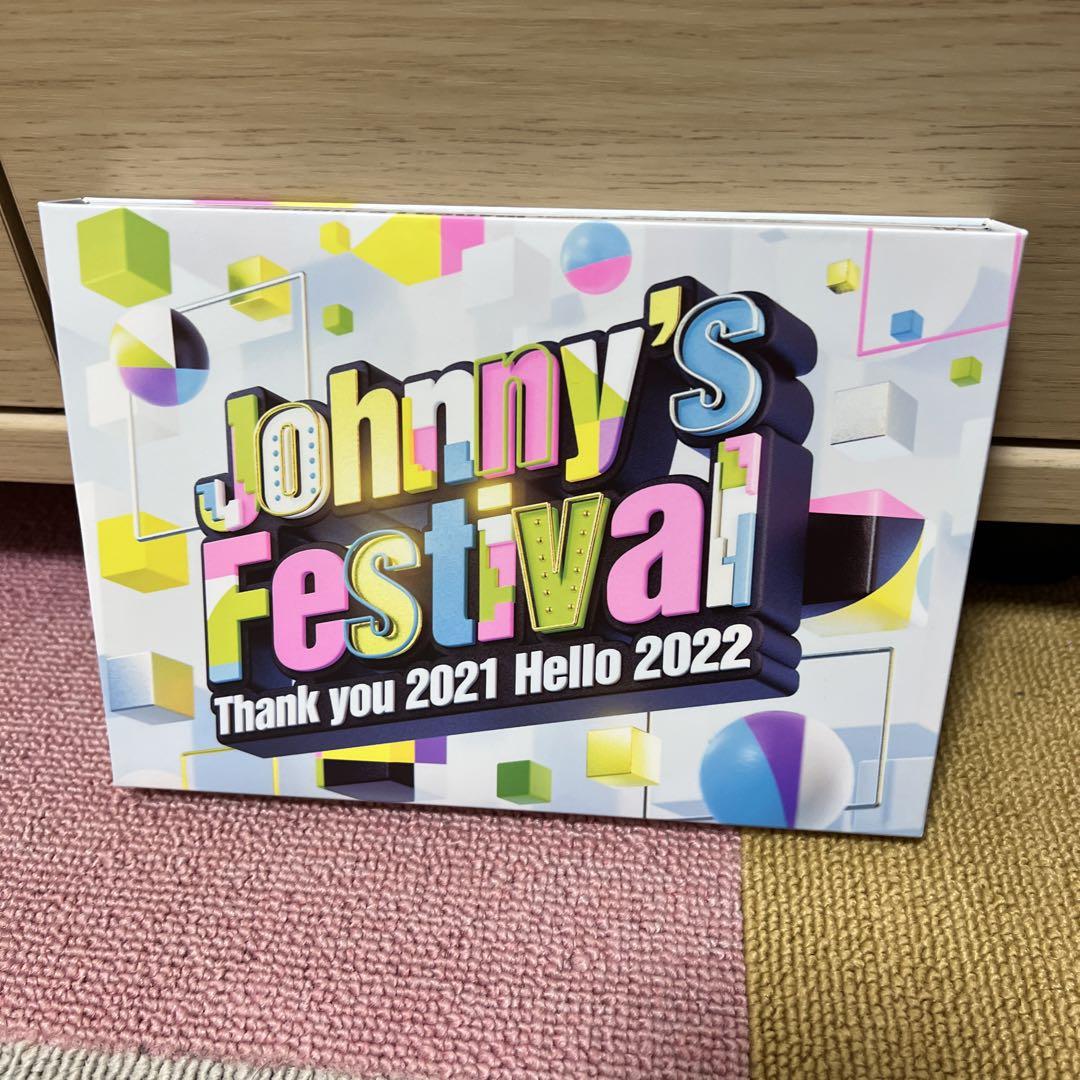 Johnny's
Festival
Thank you 2021 Hello 2022